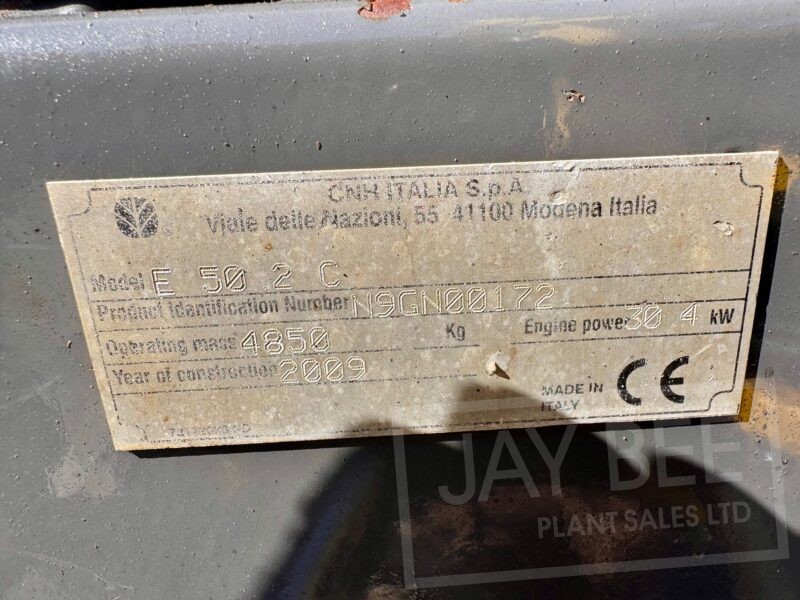 CNH ITALIA S.p.A.
Viale delle Nazioni, 55 41100 Modena Italia
Model E 50 2 C
Product Identification Number N9GN00172
Operating mass 4850 Kg Engine power 30.4 kW
Year of construction 2009
MADE IN
ITALY
CE
JAY BEE
PLANT SALES LTD